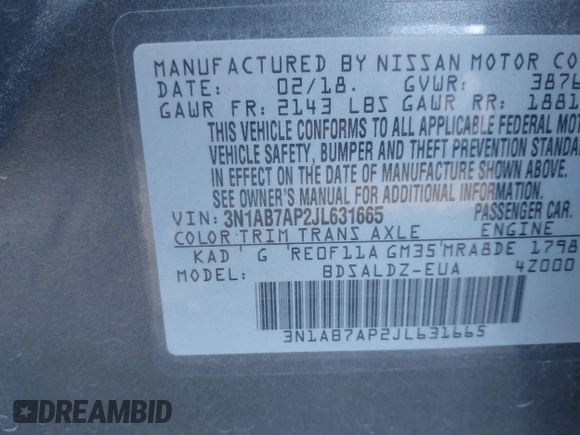 MANUFACTURED BY NISSAN MOTOR CO
DATE: 02/18. GVWR: 3876
GAWR FR: 2143 LBS GAWR RR: 1881
THIS VEHICLE CONFORMS TO ALL APPLICABLE FEDERAL MOT
VEHICLE SAFETY, BUMPER AND THEFT PREVENTION STANDA
IN EFFECT ON THE DATE OF MANUFACTURE SHOWN ABOVE.
SEE OWNER'S MANUAL FOR ADDITIONAL INFORMATION.
VIN: 3N1AB7AP2JL631665 PASSENGER CAR.
COLOR TRIM TRANS AXLE ENGINE
KAD G RE0F11A GM35 MRA8DE 1798
MODEL: BDSALDZ-EUA 42000
3N1AB7AP2JL631665
DREAMBID